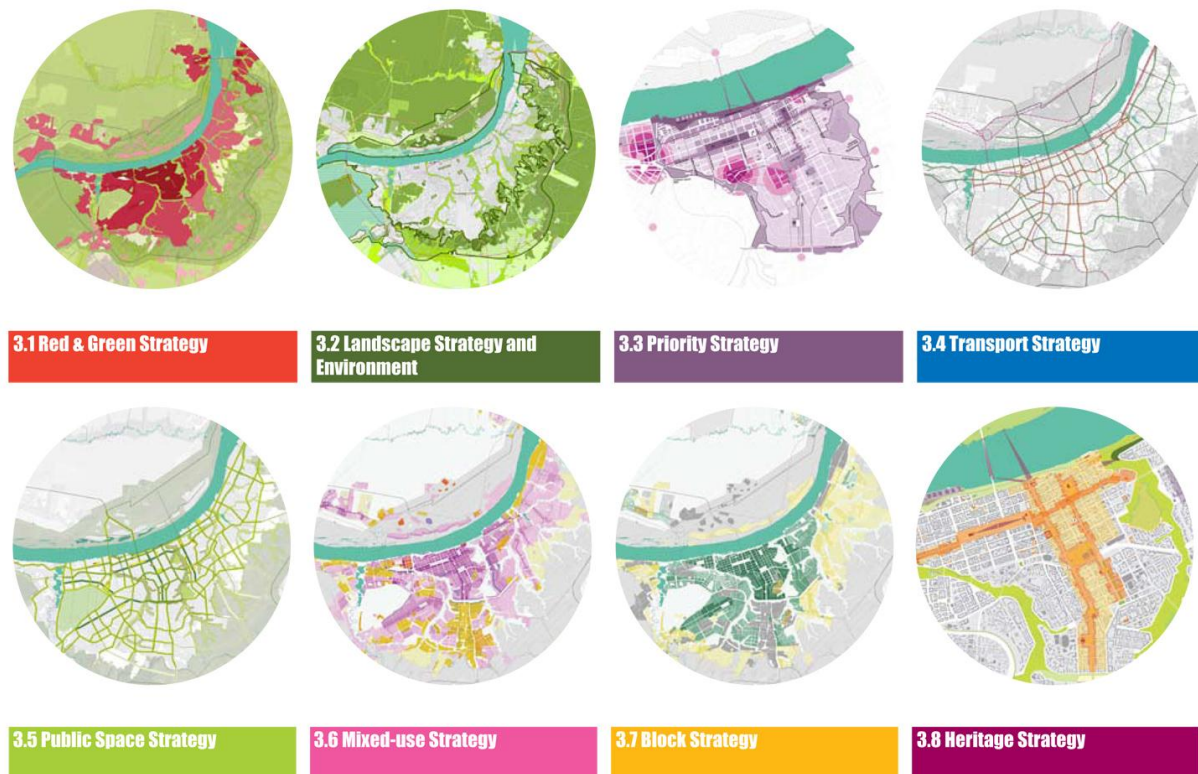 3.1 Red & Green Strategy
3.2 Landscape Strategy and
Environment
3.3 Priority Strategy
3.4 Transport Strategy
3.5 Public Space Strategy
3.6 Mixed-use Strategy
3.7 Block Strategy
3.8 Heritage Strategy